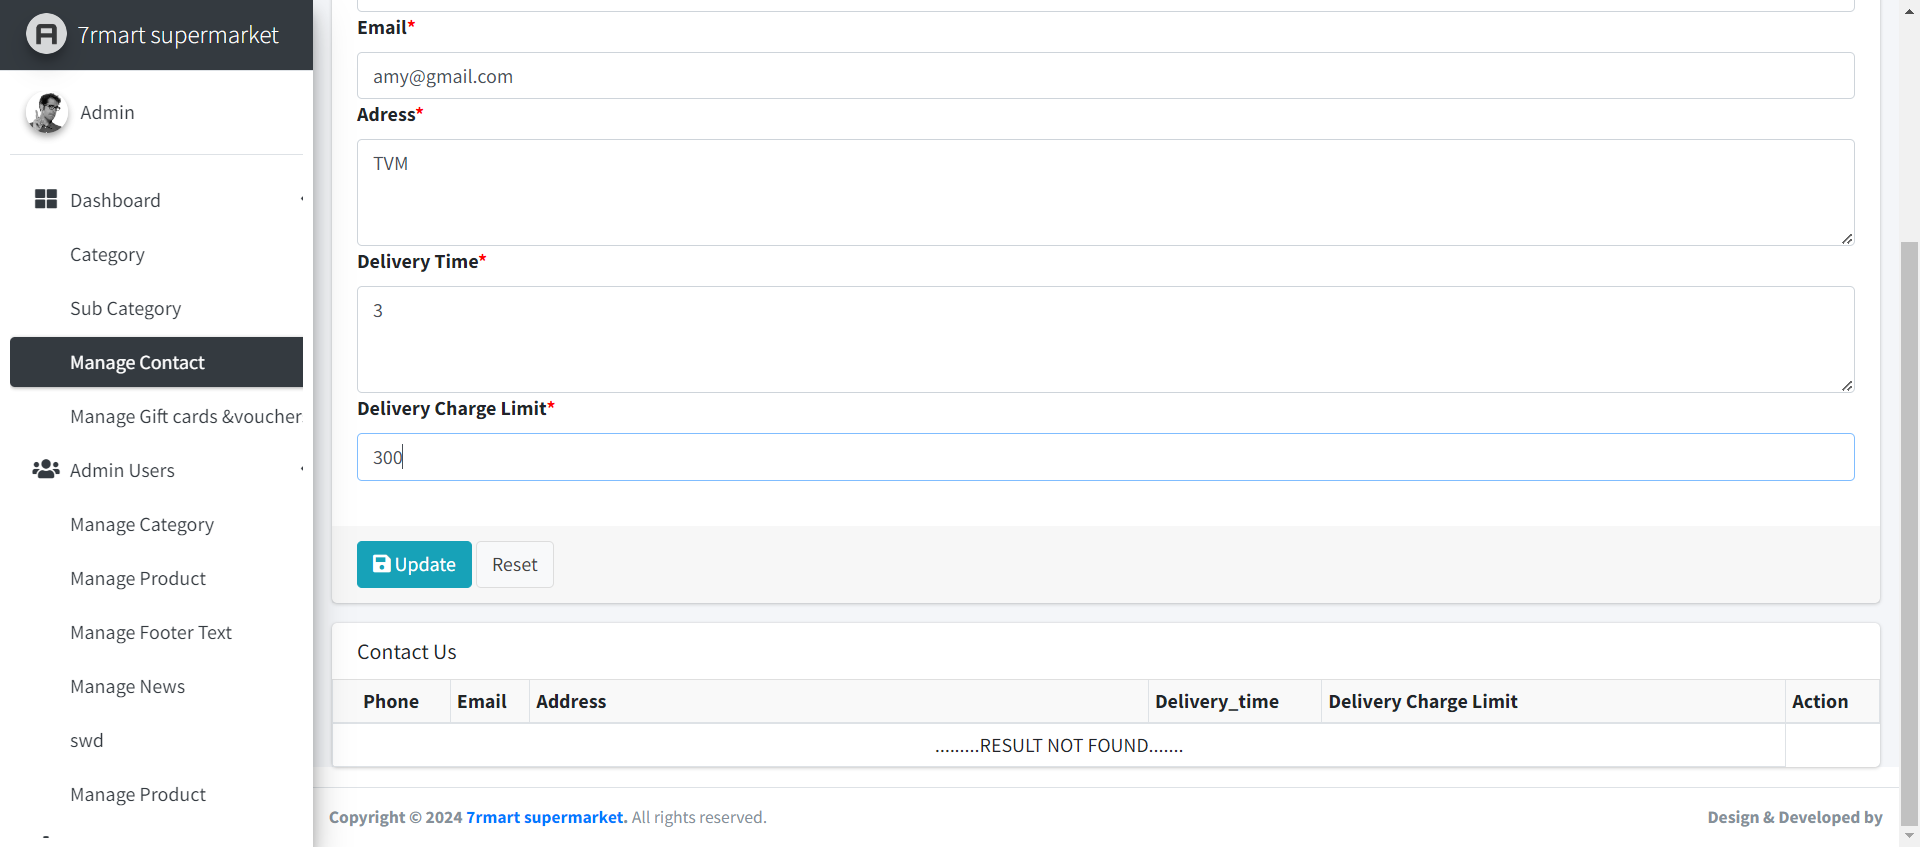 7rmart supermarket
Admin
Dashboard
Category
Sub Category
Manage Contact
Manage Gift cards &voucher
Admin Users
Manage Category
Manage Product
Manage Footer Text
Manage News
swd
Manage Product
Email*
amy@gmail.com
Adress*
TVM
Delivery Time*
3
Delivery Charge Limit*
300
Update Reset
Contact Us
Phone Email Address Delivery_time Delivery Charge Limit Action
.........RESULT NOT FOUND.......
Copyright © 2024 7rmart supermarket. All rights reserved. Design & Developed by